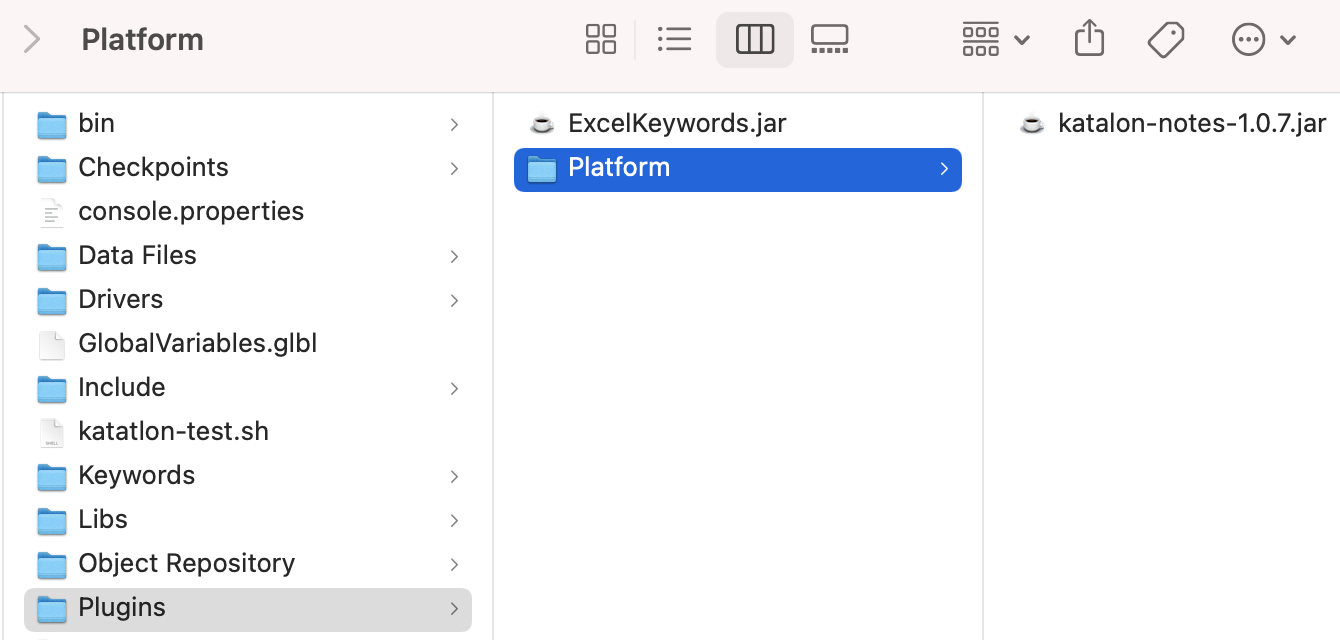 Platform
bin
Checkpoints
console.properties
Data Files
Drivers
GlobalVariables.glbl
Include
katatlon-test.sh
Keywords
Libs
Object Repository
Plugins
ExcelKeywords.jar
Platform
katalon-notes-1.0.7.jar